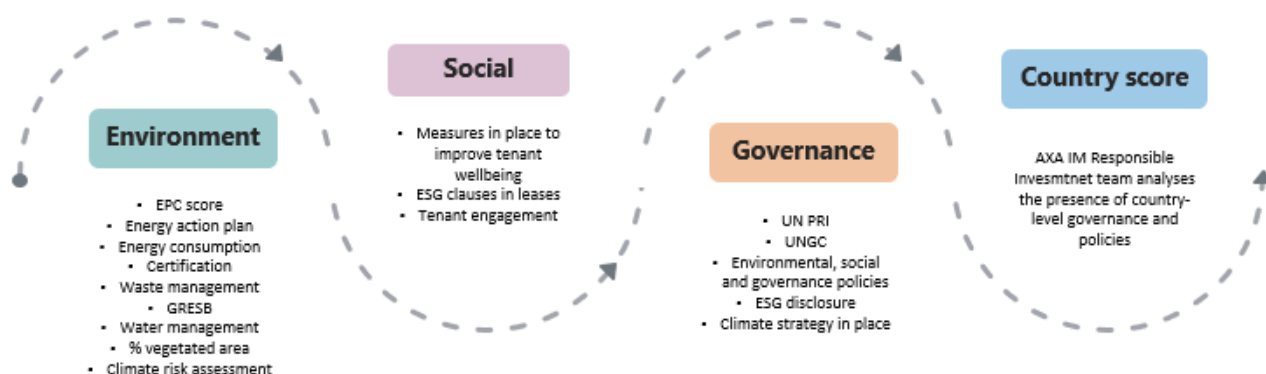 Environment
▪ EPC score
▪ Energy action plan
▪ Energy consumption
▪ Certification
▪ Waste management
▪ GRESB
▪ Water management
▪ % vegetated area
▪ Climate risk assessment
Social
▪ Measures in place to
improve tenant
wellbeing
▪ ESG clauses in leases
▪ Tenant engagement
Governance
▪ UN PRI
▪ UNGC
▪ Environmental, social
and governance policies
▪ ESG disclosure
▪ Climate strategy in place
Country score
AXA IM Responsible
Invesmtnet team analyses
the presence of country-
level governance and
policies